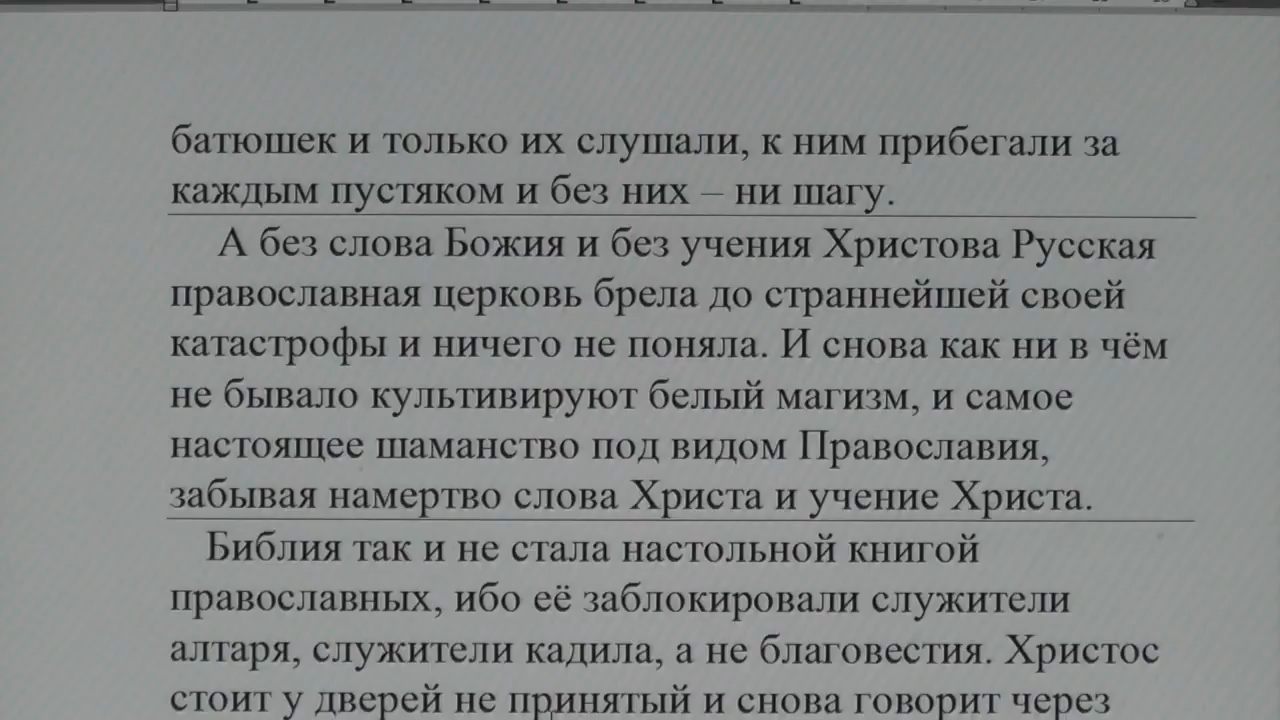 батюшек и только их слушали, к ним прибегали за
каждым пустяком и без них – ни шагу.
А без слова Божия и без учения Христова Русская
православная церковь брела до страннейшей своей
катастрофы и ничего не поняла. И снова как ни в чём
не бывало культивируют белый магизм, и самое
настоящее шаманство под видом Православия,
забывая намертво слова Христа и учение Христа.
Библия так и не стала настольной книгой
православных, ибо её заблокировали служители
алтаря, служители кадила, а не благовестия. Христос
стоит у дверей не принятый и снова говорит через